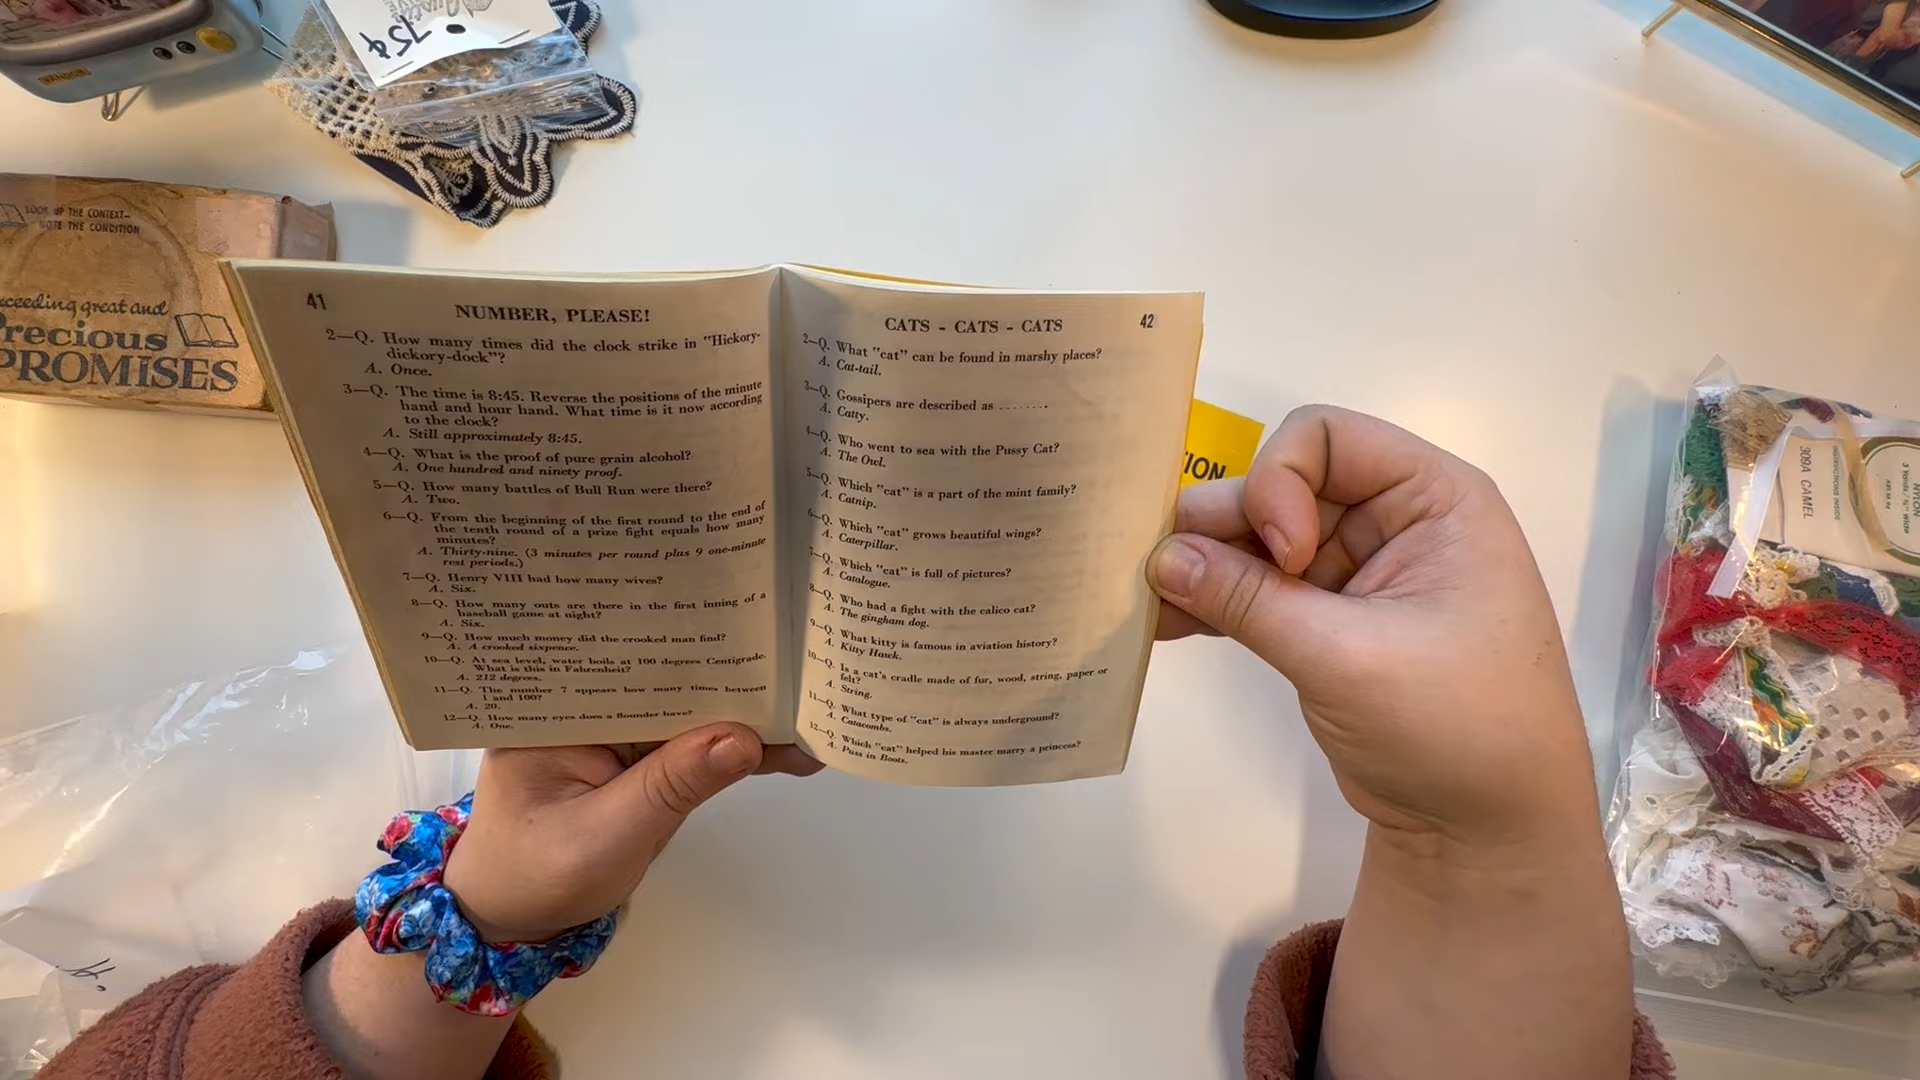 75¢
VANDOR
LOOK UP THE CONTEXT—
NOTE THE CONDITION
xceeding great and
Precious
PROMISES
41
NUMBER, PLEASE!
2—Q. How many times did the clock strike in "Hickory-
dickory-dock"?
A. Once.
3—Q. The time is 8:45. Reverse the positions of the minute
hand and hour hand. What time is it now according
to the clock?
A. Still approximately 8:45.
4—Q. What is the proof of pure grain alcohol?
A. One hundred and ninety proof.
5—Q. How many battles of Bull Run were there?
A. Two.
6—Q. From the beginning of the first round to the end of
the tenth round of a prize fight equals how many
minutes?
A. Thirty-nine. (3 minutes per round plus 9 one-minute
rest periods.)
7—Q. Henry VIII had how many wives?
A. Six.
8—Q. How many outs are there in the first inning of a
baseball game at night?
A. Six.
9—Q. How much money did the crooked man find?
A. A crooked sixpence.
10—Q. At sea level, water boils at 100 degrees Centigrade.
What is this in Fahrenheit?
A. 212 degrees.
11—Q. The number 7 appears how many times between
1 and 100?
A. 20.
12—Q. How many eyes does a flounder have?
A. One.
CATS - CATS - CATS
42
2—Q. What "cat" can be found in marshy places?
A. Cat-tail.
3—Q. Gossipers are described as ........
A. Catty.
4—Q. Who went to sea with the Pussy Cat?
A. The Owl.
5—Q. Which "cat" is a part of the mint family?
A. Catnip.
6—Q. Which "cat" grows beautiful wings?
A. Caterpillar.
7—Q. Which "cat" is full of pictures?
A. Catalogue.
8—Q. Who had a fight with the calico cat?
A. The gingham dog.
9—Q. What kitty is famous in aviation history?
A. Kitty Hawk.
10—Q. Is a cat's cradle made of fur, wood, string, paper or
felt?
A. String.
11—Q. What type of "cat" is always underground?
A. Catacombs.
12—Q. Which "cat" helped his master marry a princess?
A. Puss in Boots.
ION
309A CAMEL
INSTRUCTIONS INSIDE
NYLON
3 Yards / ¼" Wide